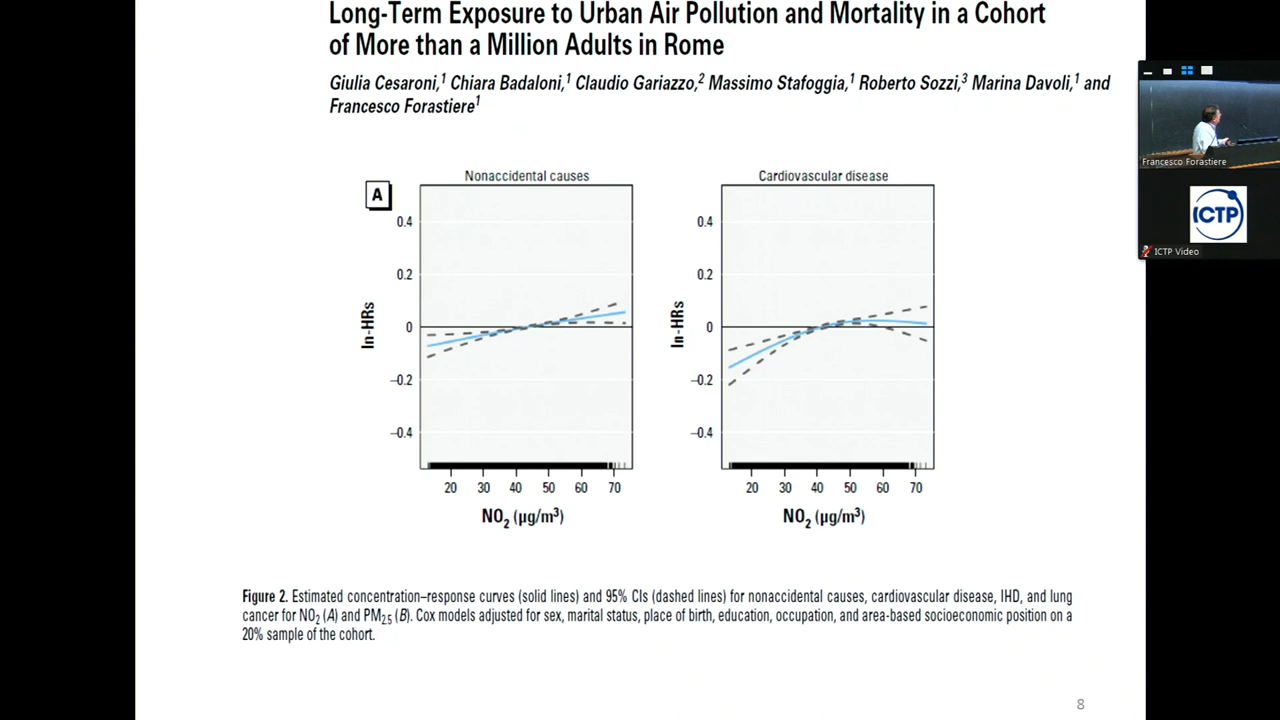 Long-Term Exposure to Urban Air Pollution and Mortality in a Cohort
of More than a Million Adults in Rome
Giulia Cesaroni,¹ Chiara Badaloni,¹ Claudio Gariazzo,² Massimo Stafoggia,¹ Roberto Sozzi,³ Marina Davoli,¹ and
Francesco Forastiere¹
A
Nonaccidental causes
0.4
0.2
0
–0.2
–0.4
ln-HRs
20 30 40 50 60 70
NO₂ (µg/m³)
Cardiovascular disease
0.4
0.2
0
–0.2
–0.4
ln-HRs
20 30 40 50 60 70
NO₂ (µg/m³)
Figure 2. Estimated concentration–response curves (solid lines) and 95% CIs (dashed lines) for nonaccidental causes, cardiovascular disease, IHD, and lung
cancer for NO₂ (A) and PM₂.₅ (B). Cox models adjusted for sex, marital status, place of birth, education, occupation, and area-based socioeconomic position on a
20% sample of the cohort.
8
Francesco Forastiere
ICTP
ICTP Video